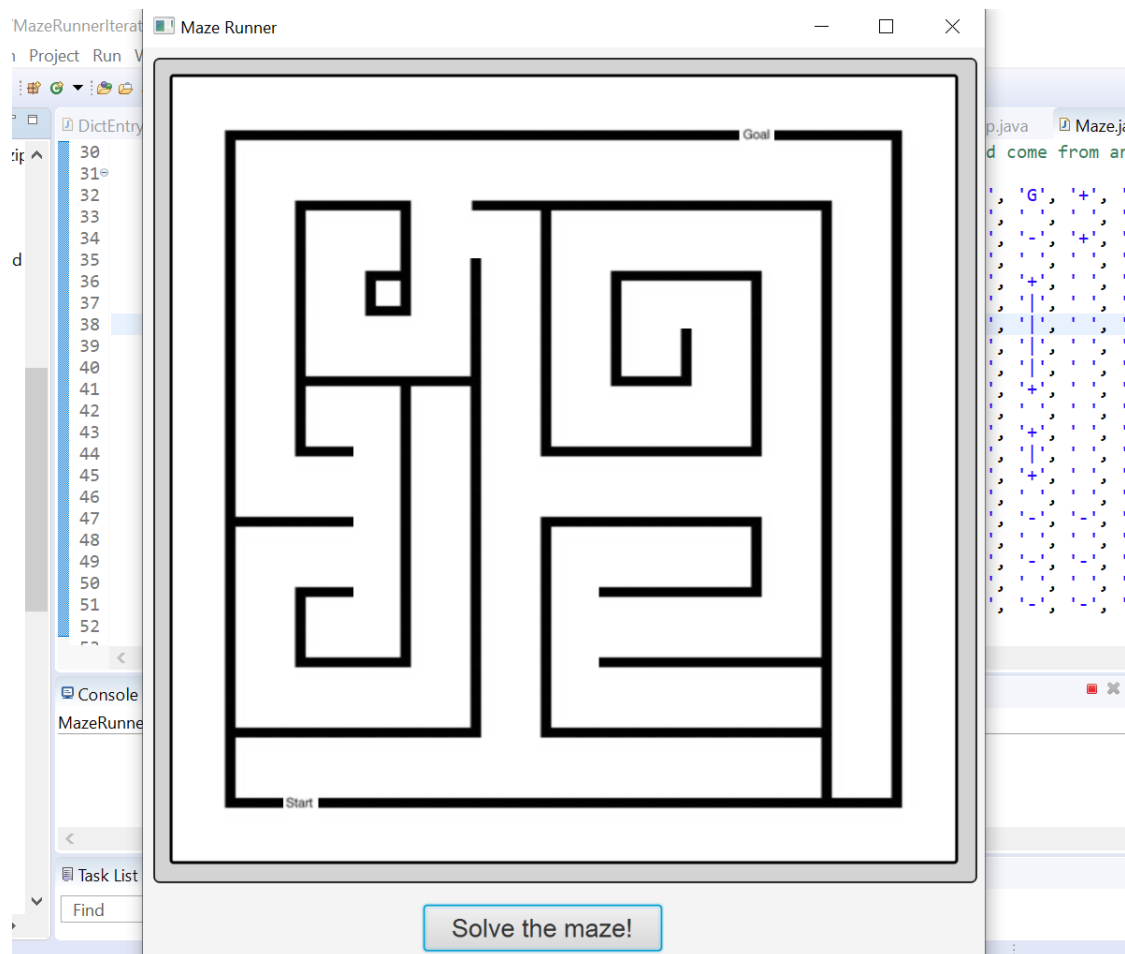 /MazeRunnerIterat
Maze Runner
Project Run
DictEntry
p.java
Maze.ja
zip
d
30
31
32
33
34
35
36
37
38
39
40
41
42
43
44
45
46
47
48
49
50
51
52
d come from ar
', 'G', '+', '
', ' ', ' ', '
', '-', '+', '
', ' ', ' ', '
', '+', ' ', '
', '|', ' ', '
', '|', ' ', '
', '|', ' ', '
', '|', ' ', '
', '+', ' ', '
', ' ', ' ', '
', '+', ' ', '
', '|', ' ', '
', '+', ' ', '
', ' ', ' ', '
', '-', '-', '
', ' ', ' ', '
', '-', '-', '
', ' ', ' ', '
', '-', '-', '
Goal
Start
Console
MazeRunne
Task List
Find
Solve the maze!